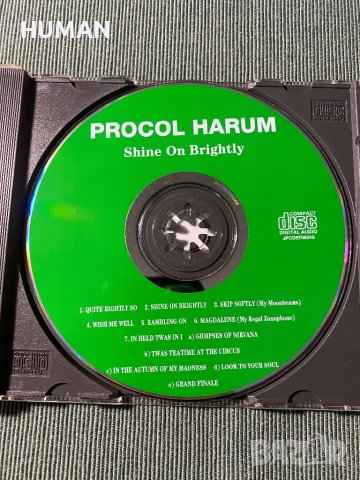 HUMAN
PROCOL HARUM
Shine On Brightly
COMPACT
disc
DIGITAL AUDIO
JPCD9706345
1. QUITE RIGHTLY SO 2. SHINE ON BRIGHTLY 3. SKIP SOFTLY (My Moonbeams)
4. WISH ME WELL 5. RAMBLING ON 6. MAGDALENE (My Regal Zonophone)
7. IN HELD TWAS IN I a) GLIMPSES OF NIRVANA
b) TWAS TEATIME AT THE CIRCUS
c) IN THE AUTUMN OF MY MADNESS d) LOOK TO YOUR SOUL
e) GRAND FINALE
BAZAR